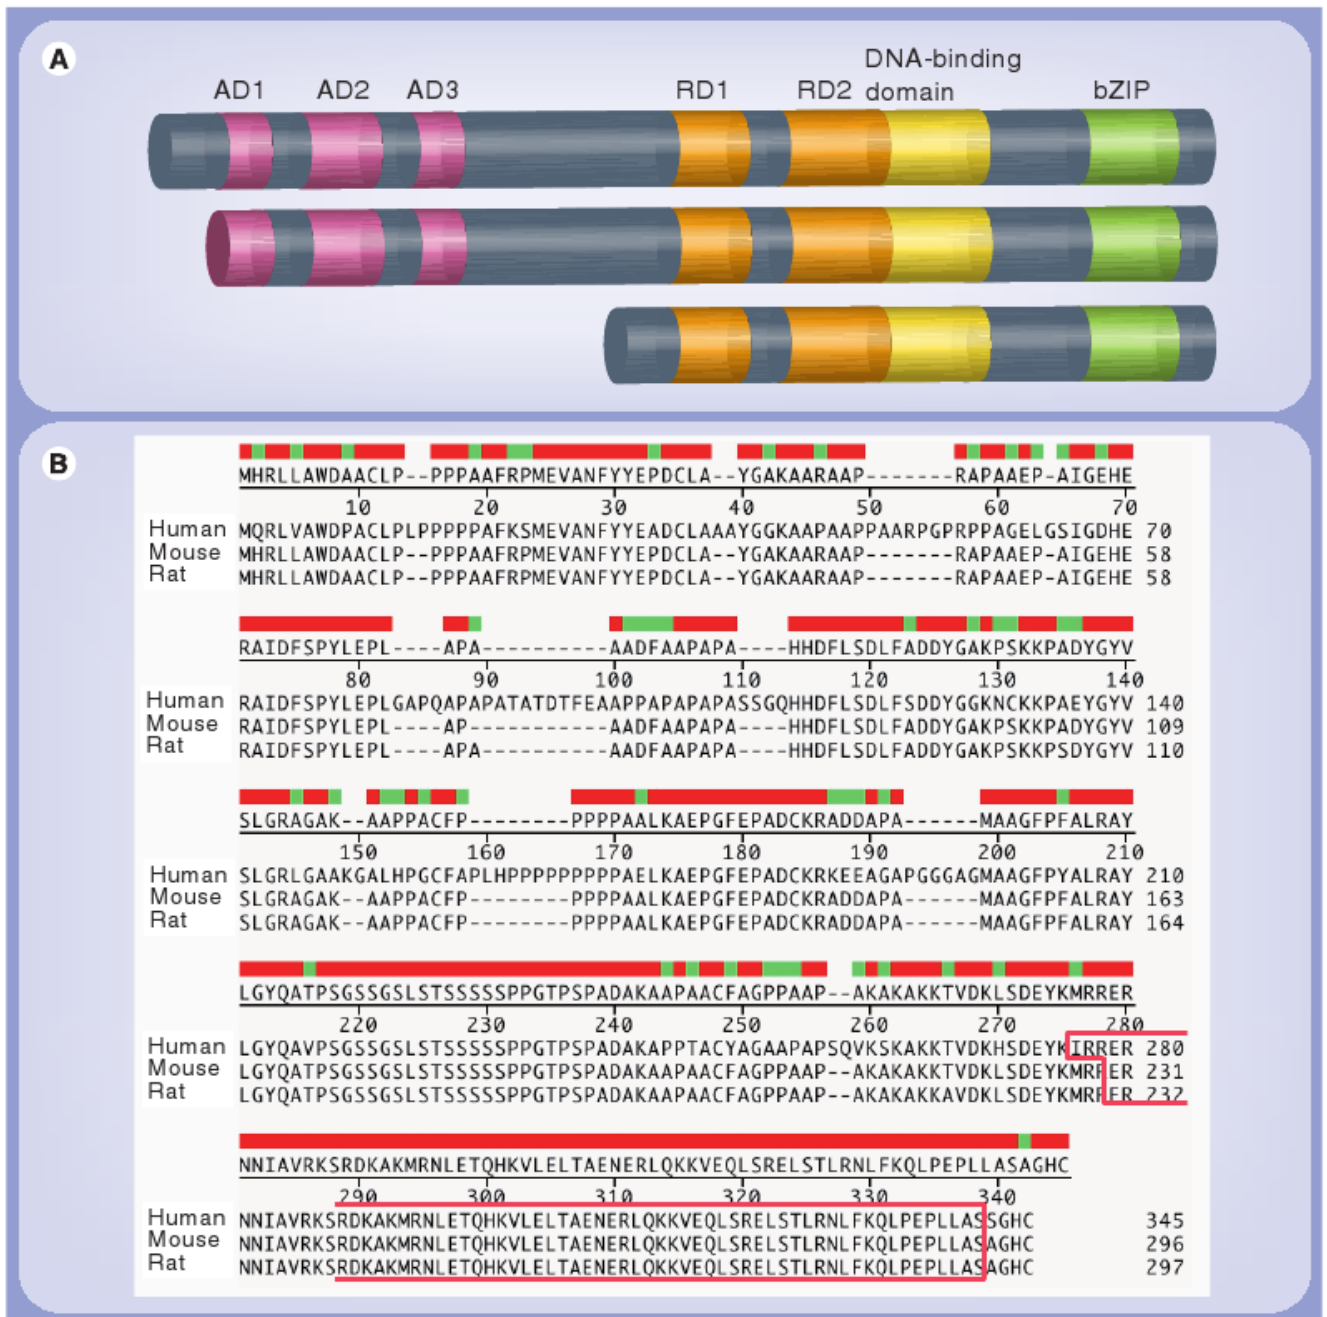 A
AD1 AD2 AD3 RD1 RD2 DNA-binding domain bZIP
B
MHRLLAWDAACLP--PPPAAFRPMEVANFYYEPDCLA--YGAKAARAAP-------RAPAAEP-AIGEHE
10 20 30 40 50 60 70
Human MQRLVAWDPACLPLPPPPPAFKSMEVANFYYEADCLAAAYGGKAAPAAPPAARPGPRPPAGELGSIGDHE 70
Mouse MHRLLAWDAACLP--PPPAAFRPMEVANFYYEPDCLA--YGAKAARAAP-------RAPAAEP-AIGEHE 58
Rat MHRLLAWDAACLP--PPPAAFRPMEVANFYYEPDCLA--YGAKAARAAP-------RAPAAEP-AIGEHE 58
RAIDFSPYLEPL----APA----------AADFAAPAPA----HHDFLSDLFADDYGAKPSKKPADYGYV
80 90 100 110 120 130 140
Human RAIDFSPYLEPLGAPQAPAPATATDTFEAAPPAPAPAPASSGQHHDFLSDLFSDDYGGKNCKKPAEYGYV 140
Mouse RAIDFSPYLEPL----AP-----------AADFAAPAPA----HHDFLSDLFADDYGAKPSKKPADYGYV 109
Rat RAIDFSPYLEPL----APA----------AADFAAPAPA----HHDFLSDLFADDYGAKPSKKPSDYGYV 110
SLGRAGAK--AAPPACFP--------PPPPAALKAEPGFEPADCKRADDAPA------MAAGFPFALRAY
150 160 170 180 190 200 210
Human SLGRLGAAKGALHPGCFAPLHPPPPPPPPPAELKAEPGFEPADCKRKEEAGAPGGGAGMAAGFPYALRAY 210
Mouse SLGRAGAK--AAPPACFP--------PPPPAALKAEPGFEPADCKRADDAPA------MAAGFPFALRAY 163
Rat SLGRAGAK--AAPPACFP--------PPPPAALKAEPGFEPADCKRADDAPA------MAAGFPFALRAY 164
LGYQATPSGSSGSLSTSSSSSPPGTPSPADAKAAPAACFAGPPAAP--AKAKAKKTVDKLSDEYKMRRER
220 230 240 250 260 270 280
Human LGYQAVPSGSSGSLSTSSSSSPPGTPSPADAKAPPTACYAGAAPAPSQVKSKAKKTVDKHSDEYKIRRER 280
Mouse LGYQATPSGSSGSLSTSSSSSPPGTPSPADAKAAPAACFAGPPAAP--AKAKAKKTVDKLSDEYKMRRER 231
Rat LGYQATPSGSSGSLSTSSSSSPPGTPSPADAKAAPAACFAGPPAAP--AKAKAKKAVDKLSDEYKMRRER 232
NNIAVRKSRDKAKMRNLETQHKVLELTAENERLQKKVEQLSRELSTLRNLFKQLPEPLLASAGHC
290 300 310 320 330 340
Human NNIAVRKSRDKAKMRNLETQHKVLELTAENERLQKKVEQLSRELSTLRNLFKQLPEPLLASSGHC 345
Mouse NNIAVRKSRDKAKMRNLETQHKVLELTAENERLQKKVEQLSRELSTLRNLFKQLPEPLLASAGHC 296
Rat NNIAVRKSRDKAKMRNLETQHKVLELTAENERLQKKVEQLSRELSTLRNLFKQLPEPLLASAGHC 297